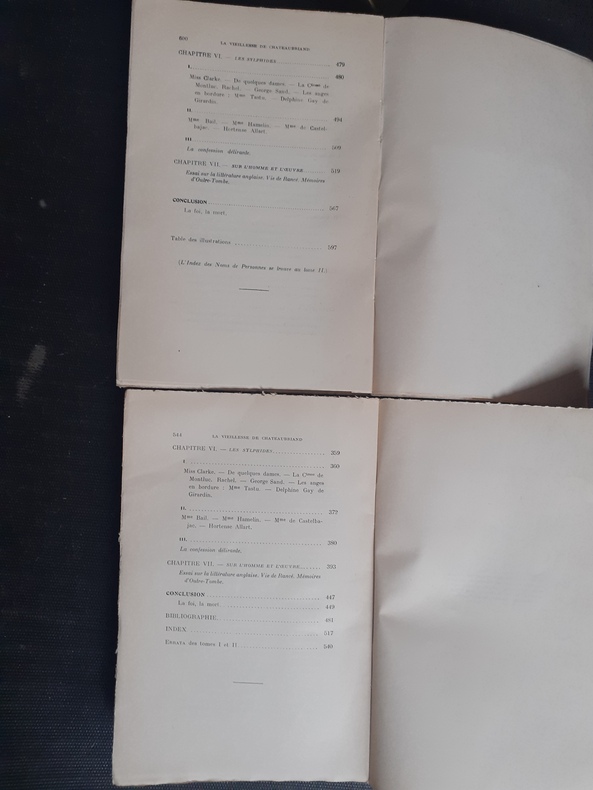 600 LA VIEILLESSE DE CHATEAUBRIAND
CHAPITRE VI. — LES SYLPHIDES 479
I. 480
Miss Clarke. — De quelques dames. — La Ctesse de
Montluc, Rachel. — George Sand. — Les anges
en bordure : Mme Tastu. — Delphine Gay de
Girardin.
II. 494
Mme Bail. — Mme Hamelin. — Mme de Castel-
bajac. — Hortense Allart.
III. 509
La confession délirante.
CHAPITRE VII. — SUR L'HOMME ET L'ŒUVRE 519
Essai sur la littérature anglaise. Vie de Rancé. Mémoires
d'Outre-Tombe.
CONCLUSION 567
La foi, la mort.
Table des illustrations 597
(L'Index des Noms de Personnes se trouve au tome II.)
544 LA VIEILLESSE DE CHATEAUBRIAND
CHAPITRE VI. — LES SYLPHIDES 359
I. 360
Miss Clarke. — De quelques dames. — La Ctesse de
Montluc, Rachel. — George Sand. — Les anges
en bordure : Mme Tastu. — Delphine Gay de
Girardin.
II. 372
Mme Bail. — Mme Hamelin. — Mme de Castelba-
jac. — Hortense Allart.
III. 380
La confession délirante.
CHAPITRE VII. — SUR L'HOMME ET L'ŒUVRE 393
Essai sur la littérature anglaise. Vie de Rancé. Mémoires
d'Outre-Tombe.
CONCLUSION 447
La foi, la mort 449
BIBLIOGRAPHIE 461
INDEX 517
ERRATA des tomes I et II 540